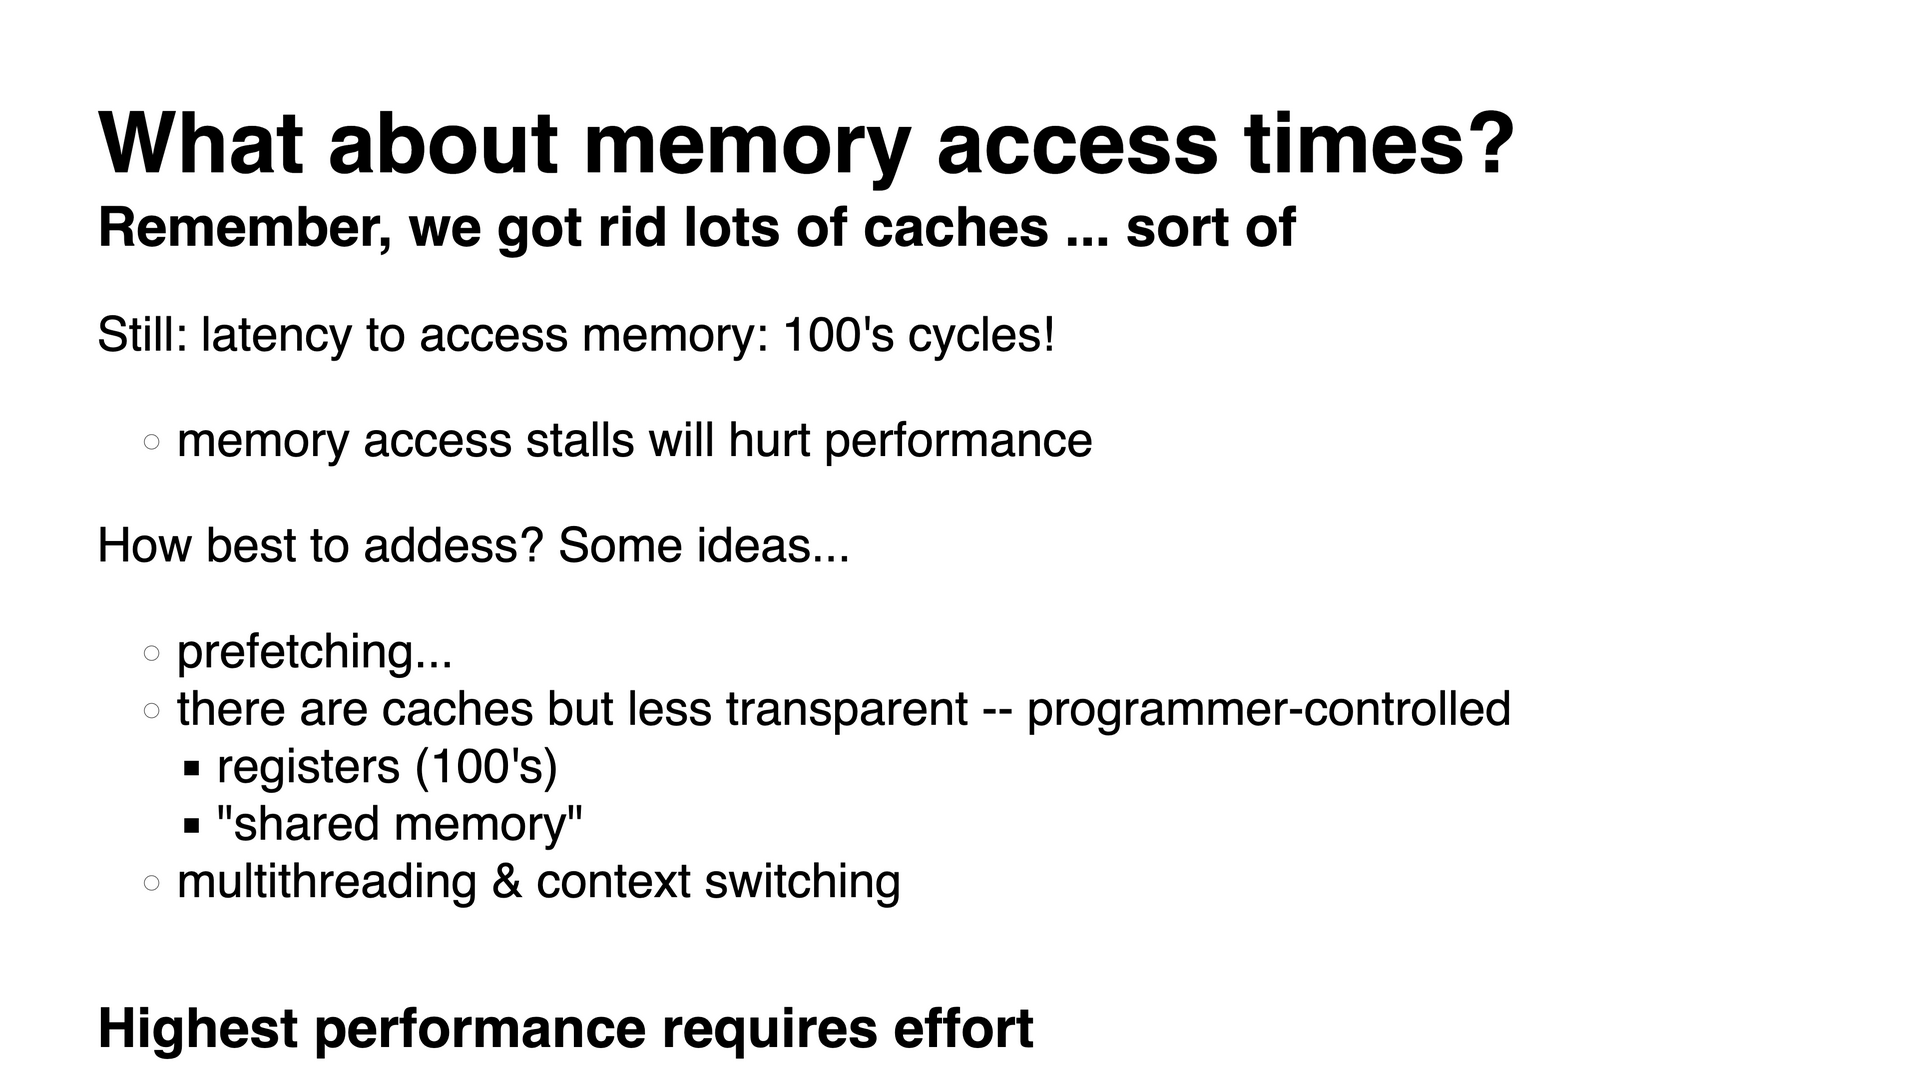 What about memory access times?
Remember, we got rid lots of caches ... sort of
Still: latency to access memory: 100's cycles!
memory access stalls will hurt performance
How best to addess? Some ideas...
prefetching...
there are caches but less transparent -- programmer-controlled
registers (100's)
"shared memory"
multithreading & context switching
Highest performance requires effort